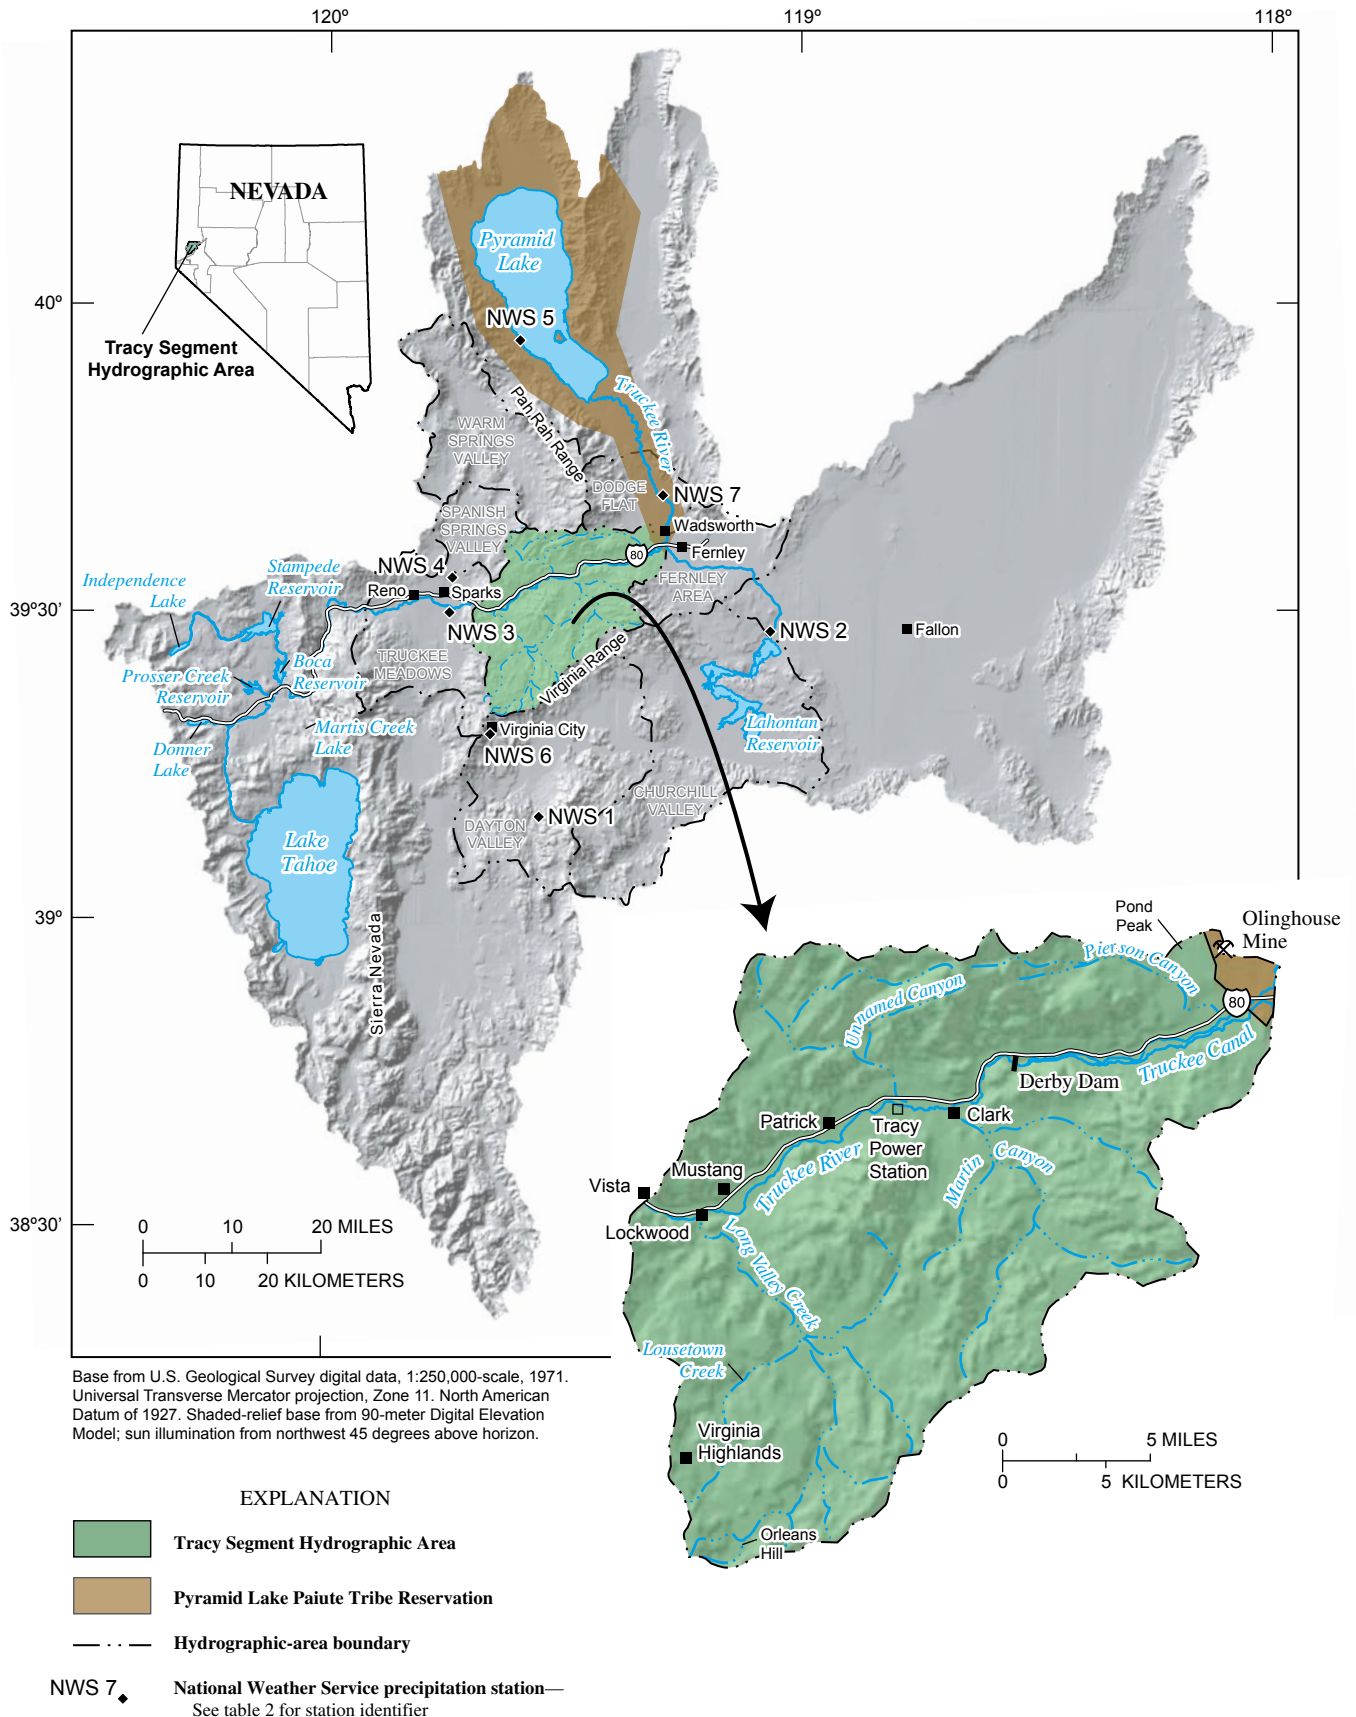 120°
119°
118°
NEVADA
Tracy Segment
Hydrographic Area
40°
39°30’
39°
38°30’
Pyramid
Lake
NWS 5
Truckee River
Pah Rah Range
WARM
SPRINGS
VALLEY
DODGE
FLAT
NWS 7
SPANISH
SPRINGS
VALLEY
Wadsworth
80
Fernley
FERNLEY
AREA
NWS 4
Reno
Sparks
NWS 3
Independence
Lake
Stampede
Reservoir
NWS 2
Fallon
TRUCKEE
MEADOWS
Virginia Range
Boca
Reservoir
Prosser Creek
Reservoir
Martis Creek
Lake
Donner
Lake
Virginia City
NWS 6
Lahontan
Reservoir
CHURCHILL
VALLEY
NWS 1
DAYTON
VALLEY
Lake
Tahoe
Sierra Nevada
0 10 20 MILES
0 10 20 KILOMETERS
Pond
Peak
Olinghouse
Mine
Pierson Canyon
Unnamed Canyon
80
Truckee Canal
Derby Dam
Patrick
Tracy
Power
Station
Clark
Martin Canyon
Truckee River
Mustang
Vista
Lockwood
Long Valley Creek
Lousetown
Creek
Virginia
Highlands
Orleans
Hill
0 5 MILES
0 5 KILOMETERS
Base from U.S. Geological Survey digital data, 1:250,000-scale, 1971.
Universal Transverse Mercator projection, Zone 11. North American
Datum of 1927. Shaded-relief base from 90-meter Digital Elevation
Model; sun illumination from northwest 45 degrees above horizon.
EXPLANATION
Tracy Segment Hydrographic Area
Pyramid Lake Paiute Tribe Reservation
Hydrographic-area boundary
NWS 7 National Weather Service precipitation station—
See table 2 for station identifier